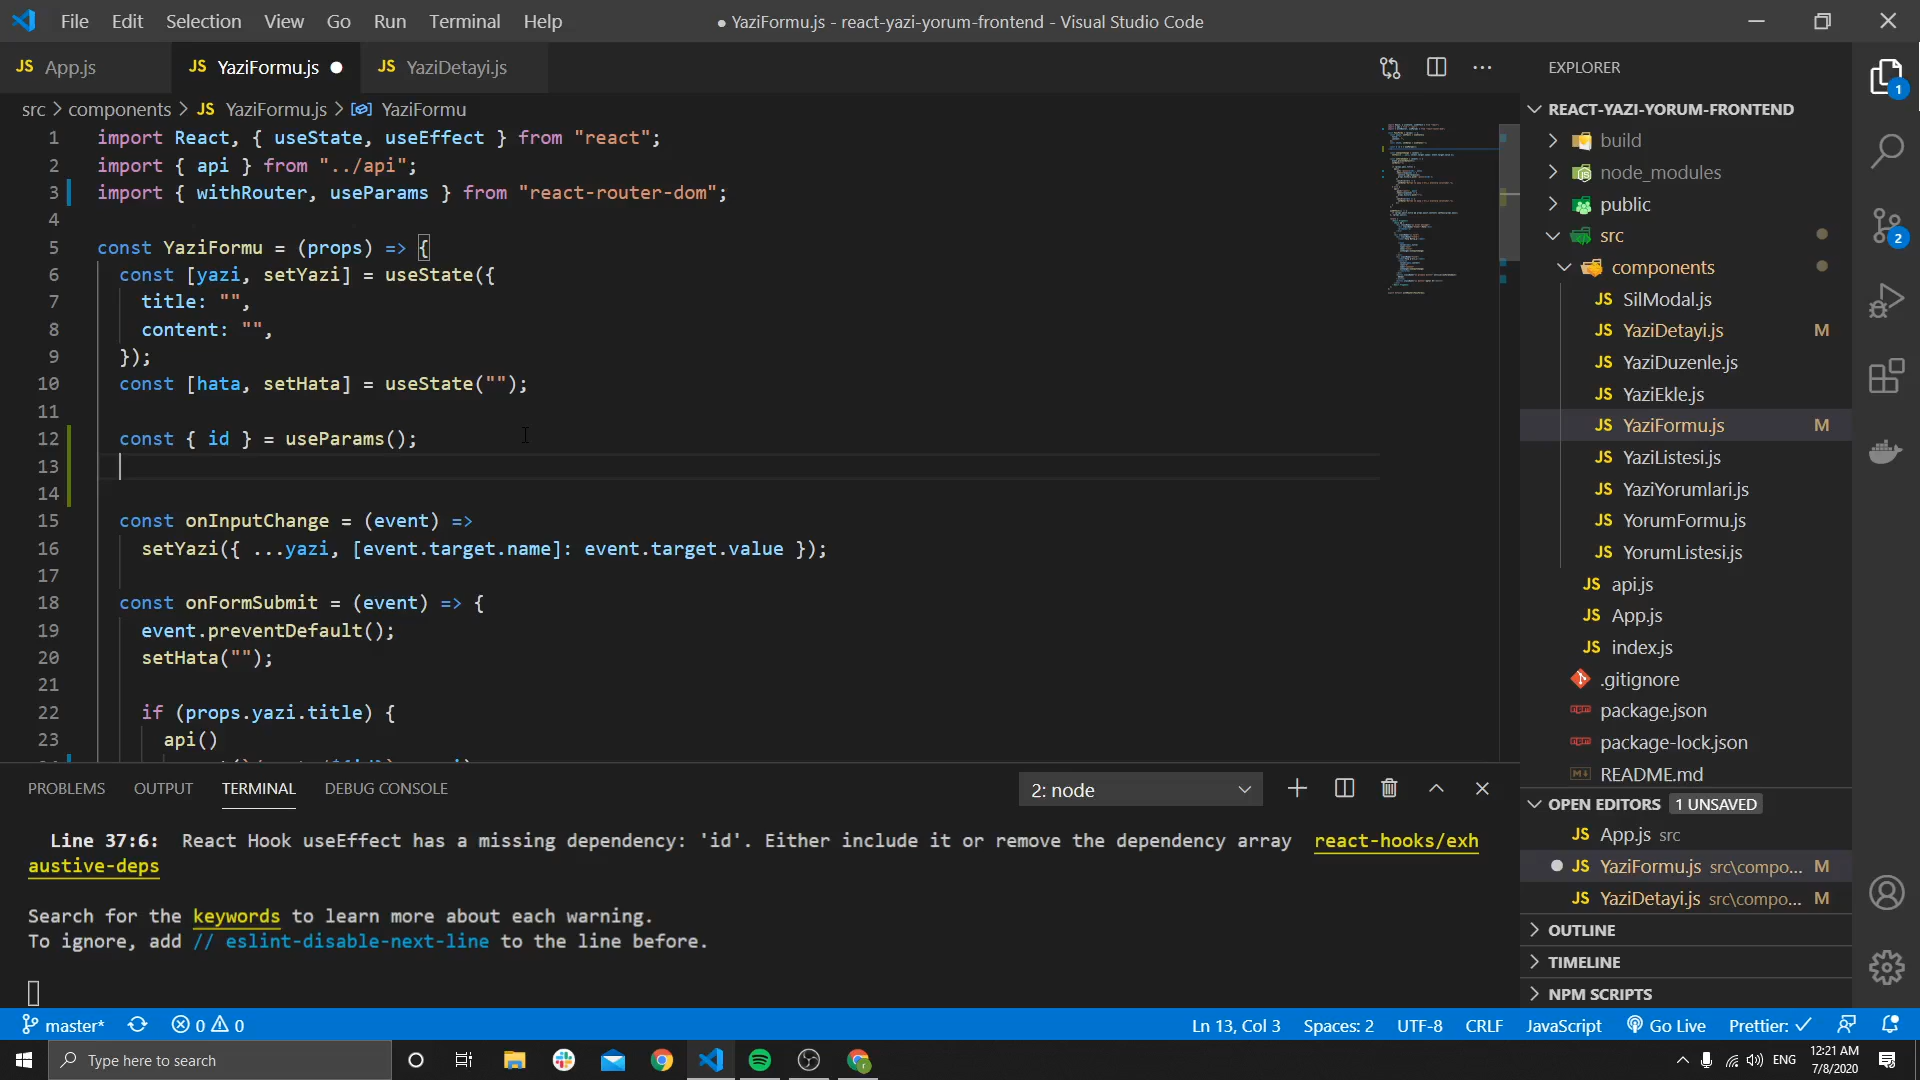 File Edit Selection View Go Run Terminal Help
● YaziFormu.js - react-yazi-yorum-frontend - Visual Studio Code
JS App.js
JS YaziFormu.js ●
JS YaziDetayi.js
src > components > JS YaziFormu.js > YaziFormu
1 import React, { useState, useEffect } from "react";
2 import { api } from "../api";
3 import { withRouter, useParams } from "react-router-dom";
4
5 const YaziFormu = (props) => {
6 const [yazi, setYazi] = useState({
7 title: "",
8 content: "",
9 });
10 const [hata, setHata] = useState("");
11
12 const { id } = useParams();
13
14
15 const onInputChange = (event) =>
16 setYazi({ ...yazi, [event.target.name]: event.target.value });
17
18 const onFormSubmit = (event) => {
19 event.preventDefault();
20 setHata("");
21
22 if (props.yazi.title) {
23 api()
PROBLEMS OUTPUT TERMINAL DEBUG CONSOLE
2: node
Line 37:6: React Hook useEffect has a missing dependency: 'id'. Either include it or remove the dependency array react-hooks/exh
austive-deps
Search for the keywords to learn more about each warning.
To ignore, add // eslint-disable-next-line to the line before.
EXPLORER
REACT-YAZI-YORUM-FRONTEND
build
node_modules
public
src
components
JS SilModal.js
JS YaziDetayi.js M
JS YaziDuzenle.js
JS YaziEkle.js
JS YaziFormu.js M
JS YaziListesi.js
JS YaziYorumlari.js
JS YorumFormu.js
JS YorumListesi.js
JS api.js
JS App.js
JS index.js
.gitignore
package.json
package-lock.json
README.md
OPEN EDITORS 1 UNSAVED
JS App.js src
● JS YaziFormu.js src\compo... M
JS YaziDetayi.js src\compo... M
OUTLINE
TIMELINE
NPM SCRIPTS
1
2
master* 0 0
Ln 13, Col 3 Spaces: 2 UTF-8 CRLF JavaScript Go Live Prettier: ✓
Type here to search
ENG
12:21 AM
7/8/2020